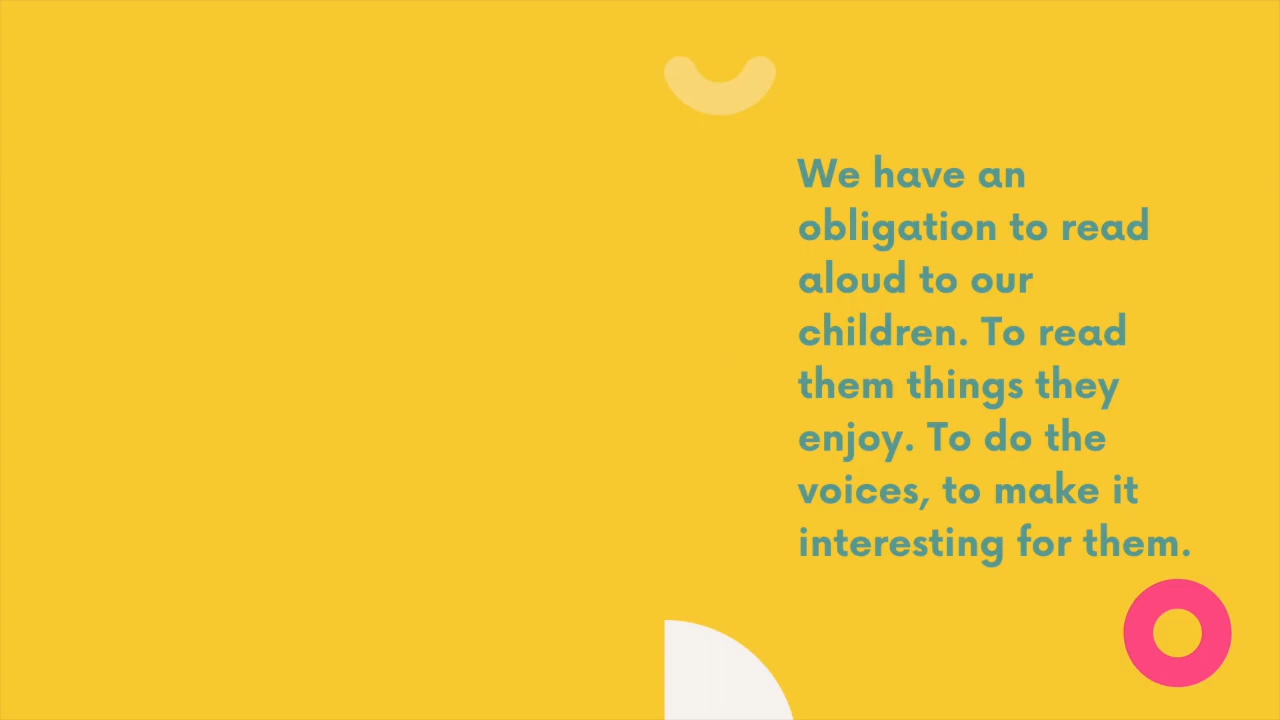 We have an
obligation to read
aloud to our
children. To read
them things they
enjoy. To do the
voices, to make it
interesting for them.